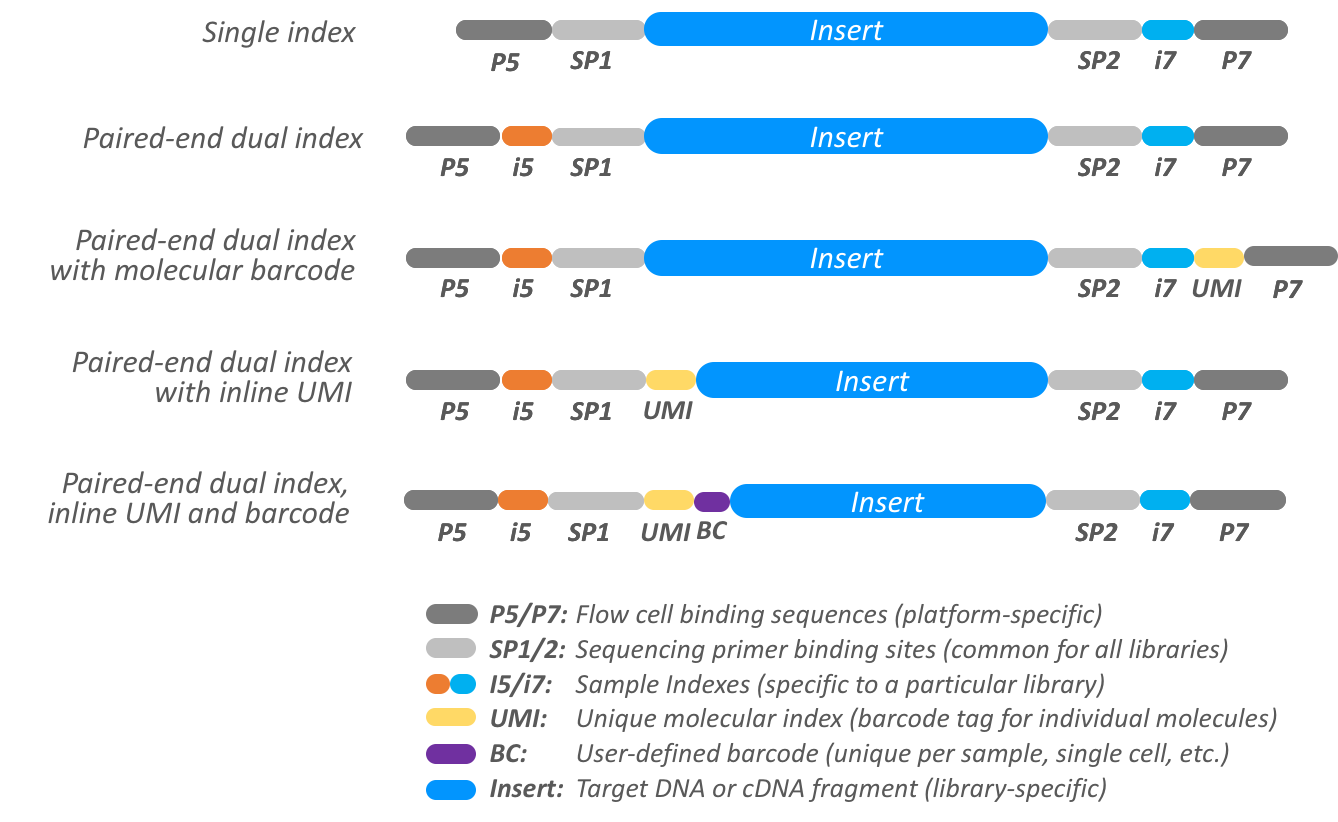 Single index
Insert
P5 SP1 SP2 i7 P7
Paired-end dual index
Insert
P5 i5 SP1 SP2 i7 P7
Paired-end dual index
with molecular barcode
Insert
P5 i5 SP1 SP2 i7 UMI P7
Paired-end dual index
with inline UMI
Insert
P5 i5 SP1 UMI SP2 i7 P7
Paired-end dual index,
inline UMI and barcode
Insert
P5 i5 SP1 UMI BC SP2 i7 P7
P5/P7: Flow cell binding sequences (platform-specific)
SP1/2: Sequencing primer binding sites (common for all libraries)
I5/i7: Sample Indexes (specific to a particular library)
UMI: Unique molecular index (barcode tag for individual molecules)
BC: User-defined barcode (unique per sample, single cell, etc.)
Insert: Target DNA or cDNA fragment (library-specific)